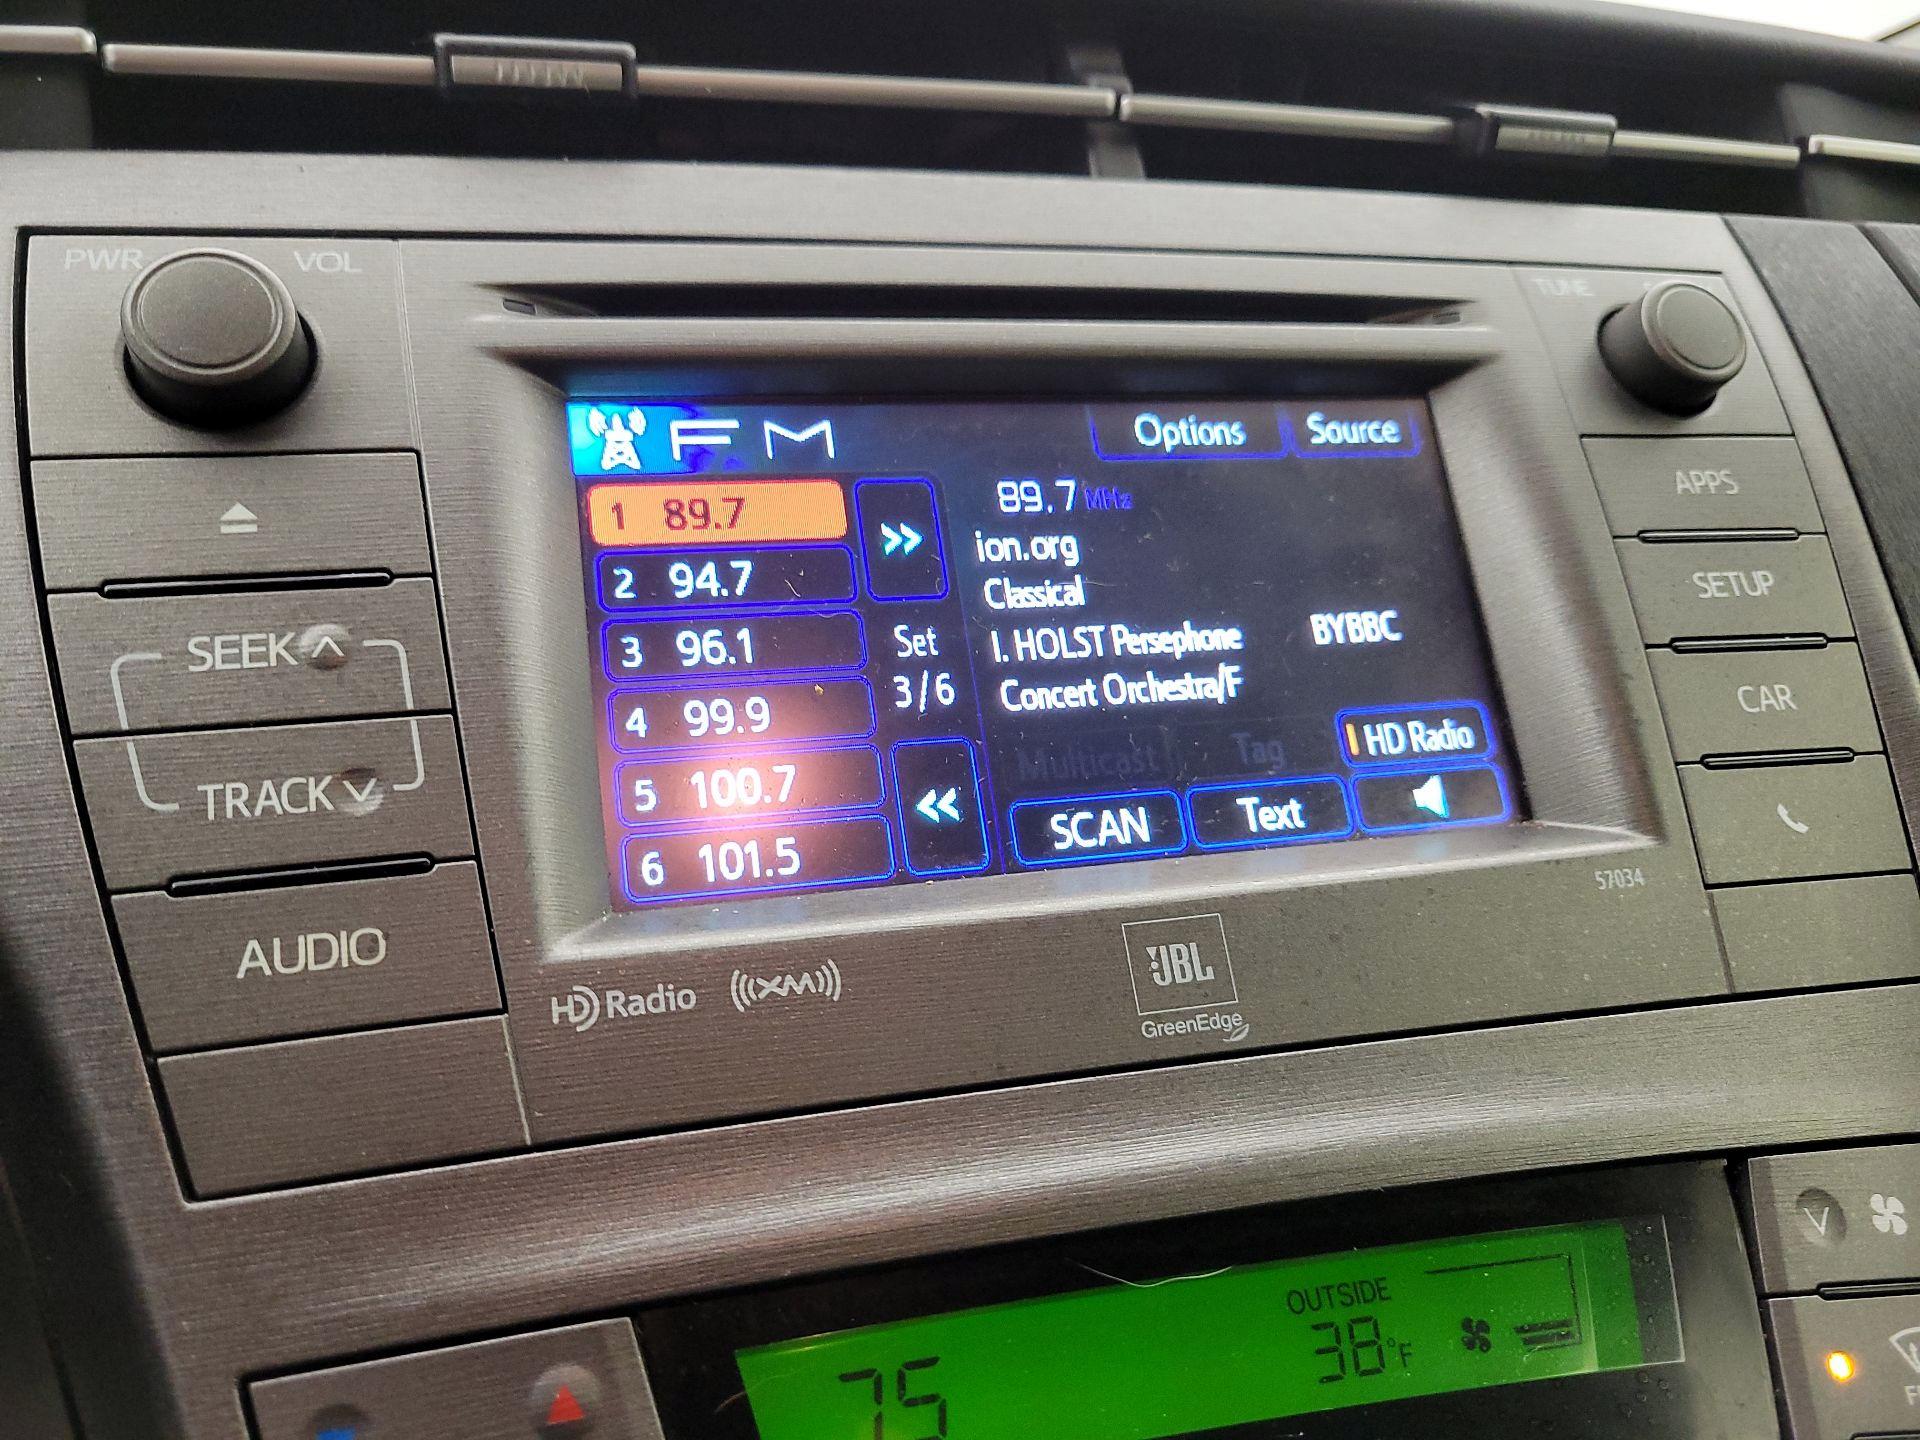 PWR VOL
TUNE
FM
Options
Source
1 89.7
2 94.7
3 96.1
4 99.9
5 100.7
6 101.5
>>
Set
3/6
<<
89.7 MHz
ion.org
Classical
I. HOLST Persephone BYBBC
Concert Orchestra/F
Multicast
Tag
HD Radio
SCAN
Text
SEEK
TRACK
AUDIO
APPS
SETUP
CAR
57034
HD Radio
((XM))
JBL
GreenEdge
OUTSIDE
38°F
75